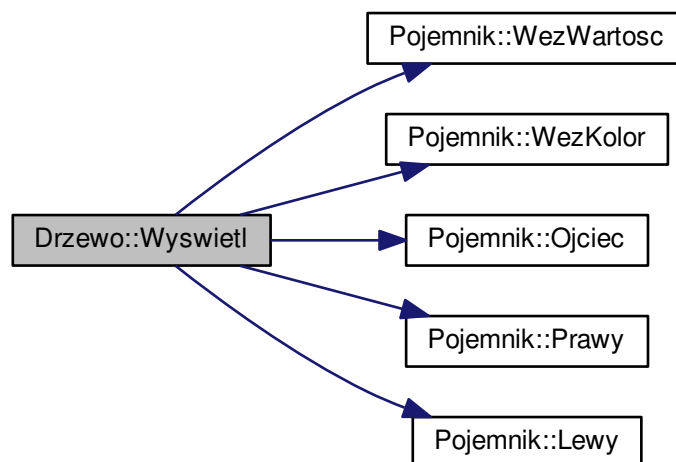 Pojemnik::WezWartosc
Pojemnik::WezKolor
Drzewo::Wyswietl
Pojemnik::Ojciec
Pojemnik::Prawy
Pojemnik::Lewy